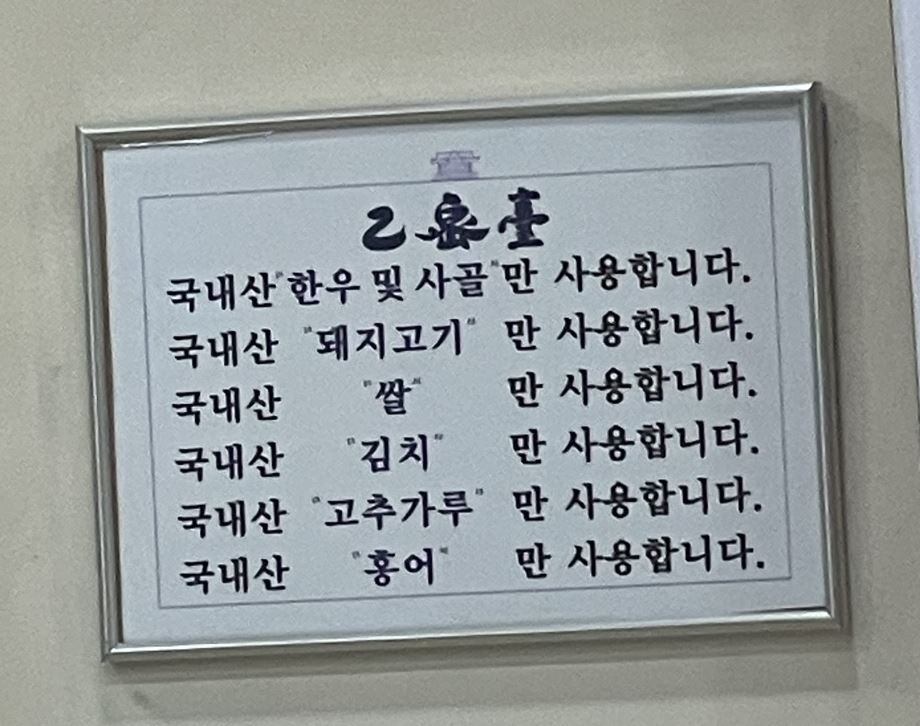 乙密臺
국내산"한우 및 사골"만 사용합니다.
국내산 "돼지고기" 만 사용합니다.
국내산 "쌀" 만 사용합니다.
국내산 "김치" 만 사용합니다.
국내산 "고추가루" 만 사용합니다.
국내산 "홍어" 만 사용합니다.